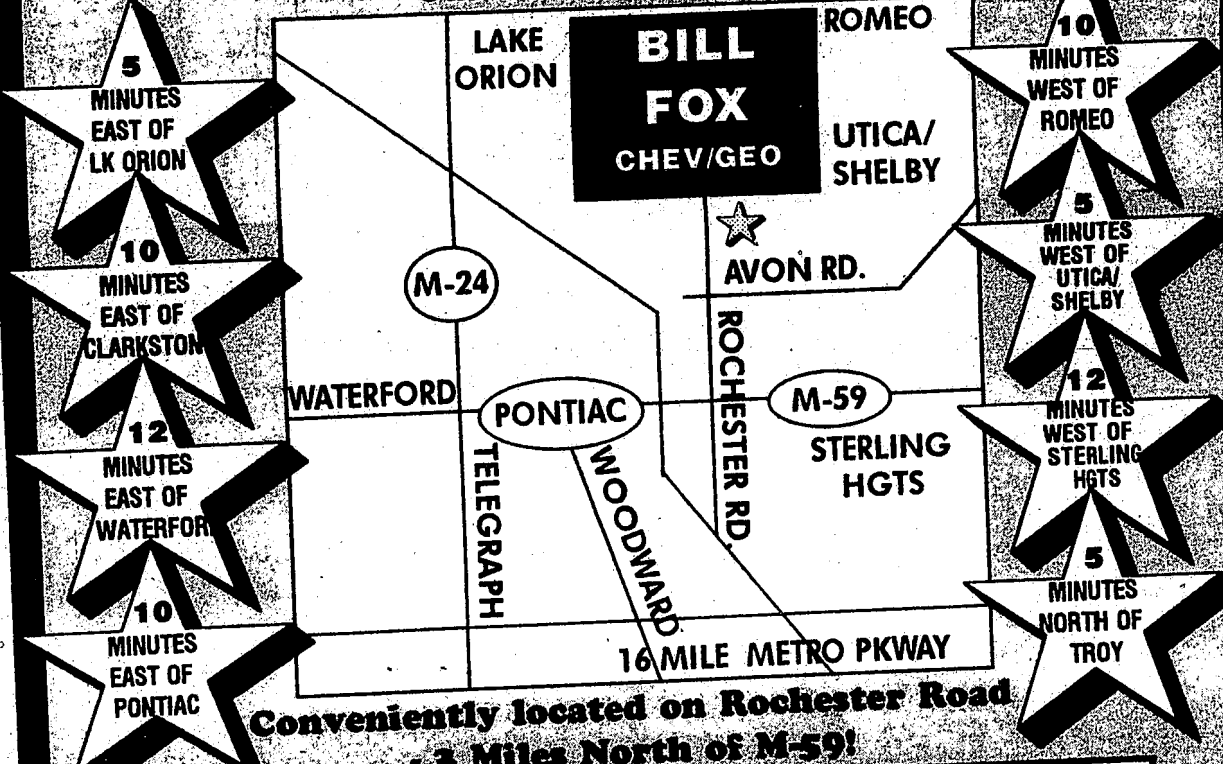 5
MINUTES
EAST OF
LK ORION
10
MINUTES
EAST OF
CLARKSTON
12
MINUTES
EAST OF
WATERFOR
10
MINUTES
EAST OF
PONTIAC
LAKE
ORION
BILL
FOX
CHEV/GEO
ROMEO
UTICA/
SHELBY
M-24
AVON RD.
ROCHESTER RD.
WATERFORD
PONTIAC
M-59
TELEGRAPH
WOODWARD
STERLING
HGTS
16 MILE METRO PKWAY
10
MINUTES
WEST OF
ROMEO
5
MINUTES
WEST OF
UTICA/
SHELBY
12
MINUTES
WEST OF
STERLING
HGTS
5
MINUTES
NORTH OF
TROY
Conveniently located on Rochester Road
Miles North of M-59!